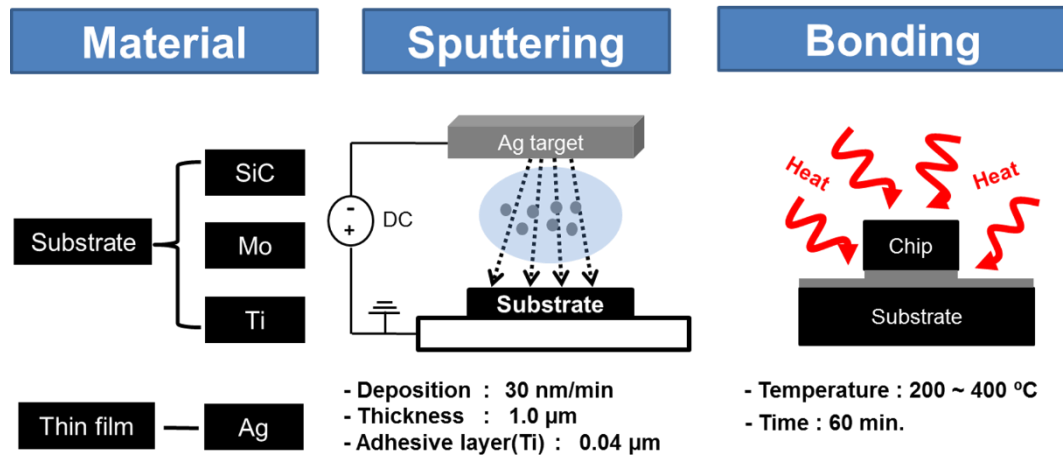 Material
Sputtering
Bonding
Substrate
SiC
Mo
Ti
Thin film
Ag
Ag target
-
+
DC
Substrate
- Deposition : 30 nm/min
- Thickness : 1.0 μm
- Adhesive layer(Ti) : 0.04 μm
Heat
Heat
Chip
Substrate
- Temperature : 200 ~ 400 ºC
- Time : 60 min.